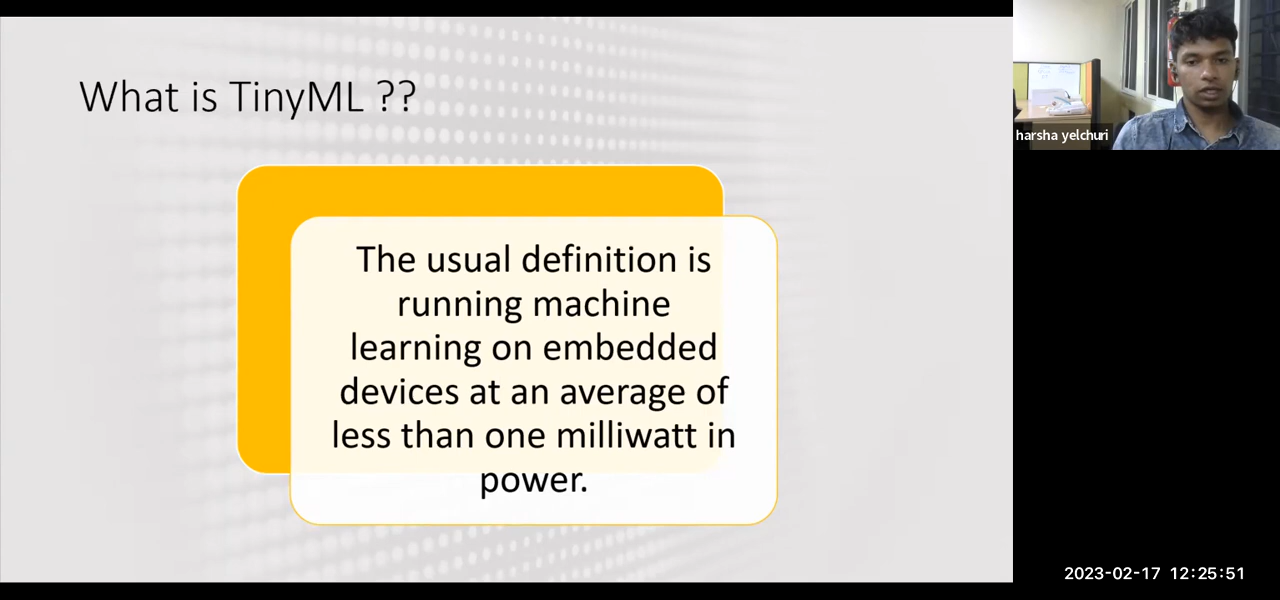 What is TinyML ??
The usual definition is
running machine
learning on embedded
devices at an average of
less than one milliwatt in
power.
harsha yelchuri
2023-02-17 12:25:51